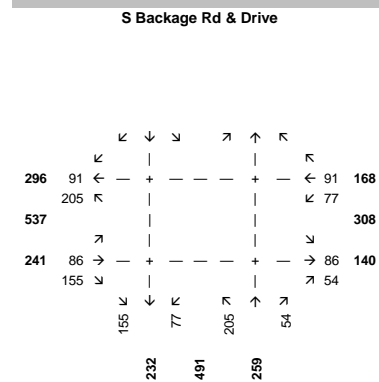 S Backage Rd & Drive
↙ ↓ ↘ ↗ ↑ ↖
↙ | | ↖
296 91 ← — + — — — + — ← 91 168
205 ↖ | | ↙ 77
537 | | 308
↗ | | ↘
241 86 → — + — — — + — → 86 140
155 ↘ | | ↗ 54
↘ ↓ ↙ ↖ ↑ ↗
155 77 205 54
232 491 259